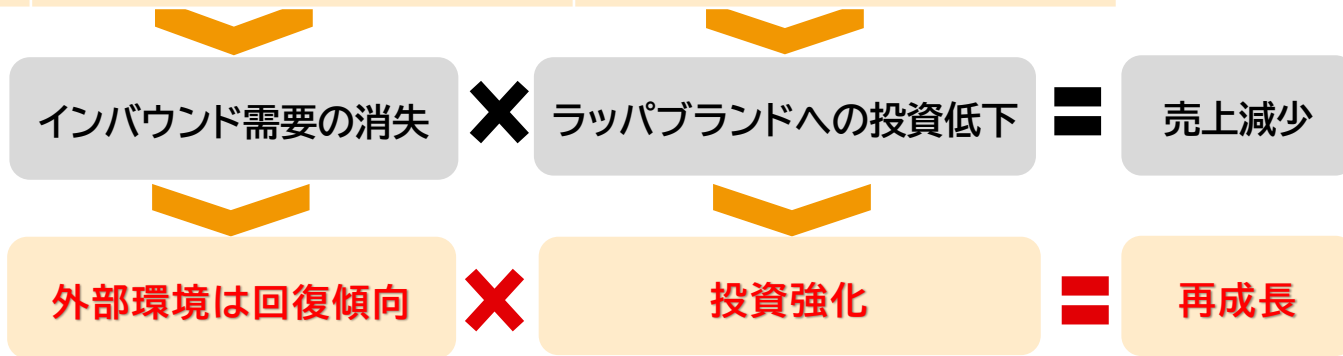 インバウンド需要の消失 × ラッパブランドへの投資低下 = 売上減少
外部環境は回復傾向 × 投資強化 = 再成長